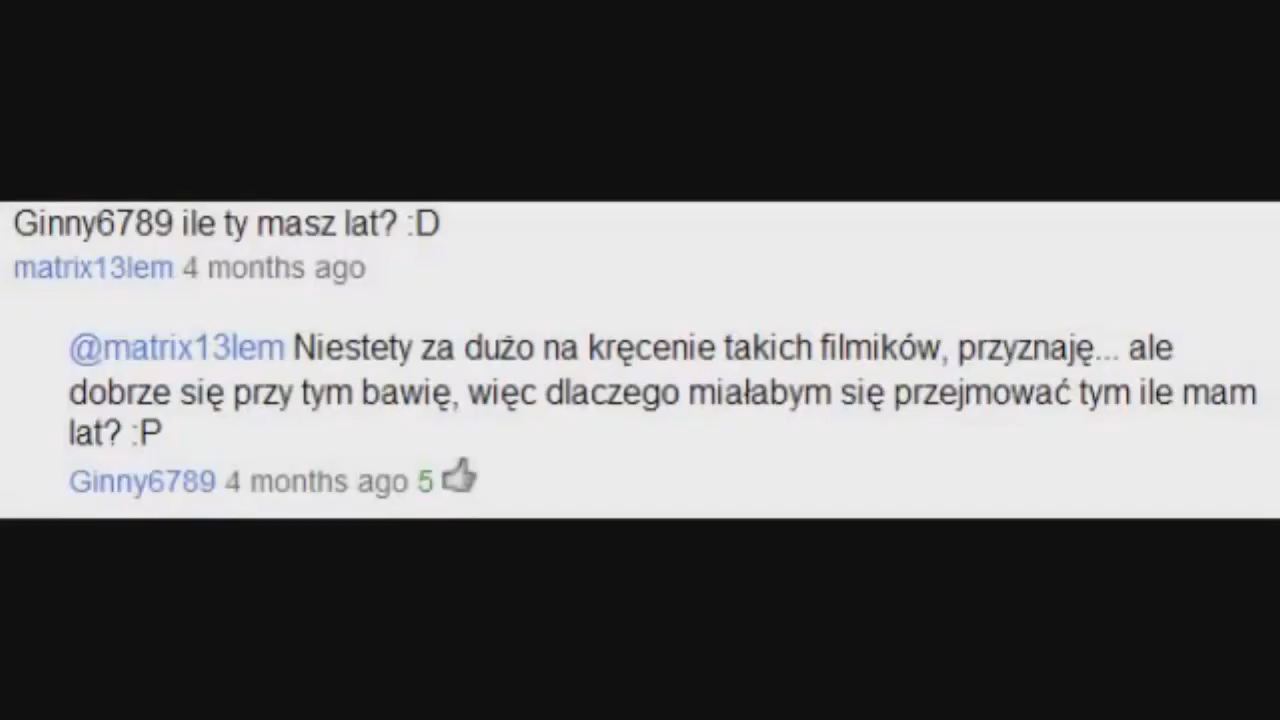 Ginny6789 ile ty masz lat? :D
matrix13lem 4 months ago
@matrix13lem Niestety za dużo na kręcenie takich filmików, przyznaję... ale
dobrze się przy tym bawię, więc dlaczego miałabym się przejmować tym ile mam
lat? :P
Ginny6789 4 months ago 5